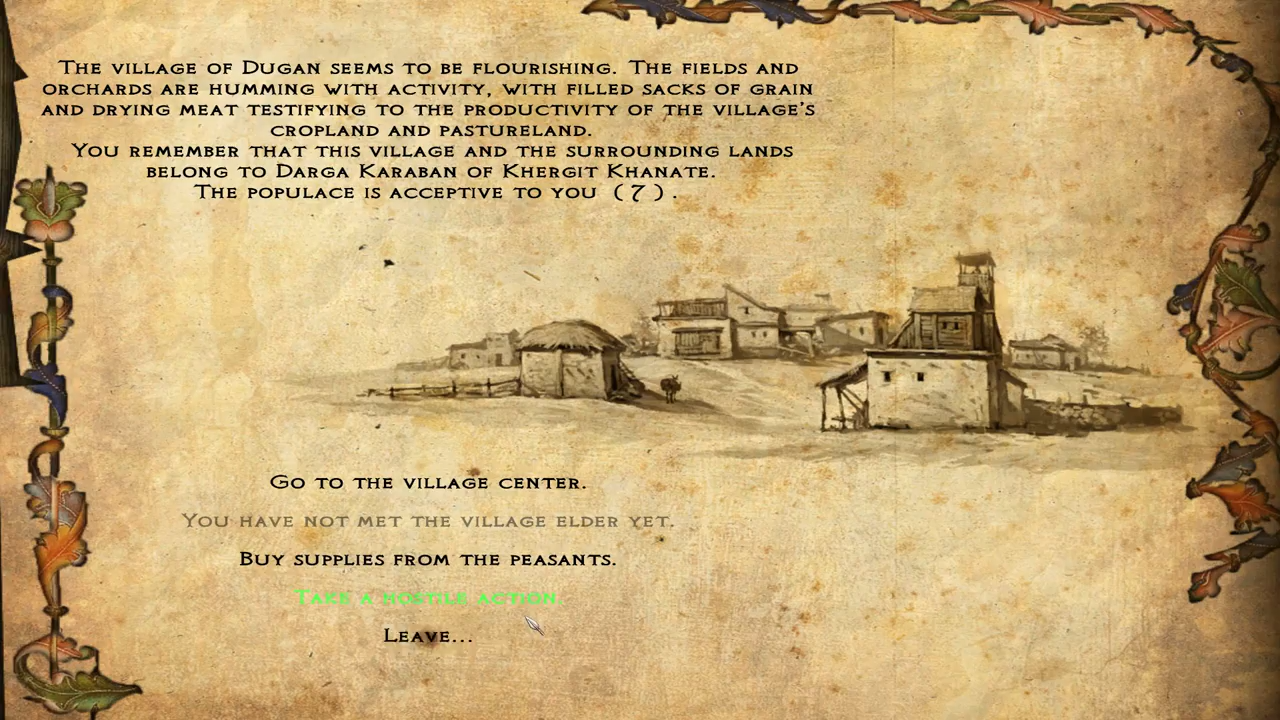 The village of Dugan seems to be flourishing. The fields and
orchards are humming with activity, with filled sacks of grain
and drying meat testifying to the productivity of the village's
cropland and pastureland.
You remember that this village and the surrounding lands
belong to Darga Karaban of Khergit Khanate.
The populace is acceptive to you (7).
Go to the village center.
You have not met the village elder yet.
Buy supplies from the peasants.
Take a hostile action.
Leave...